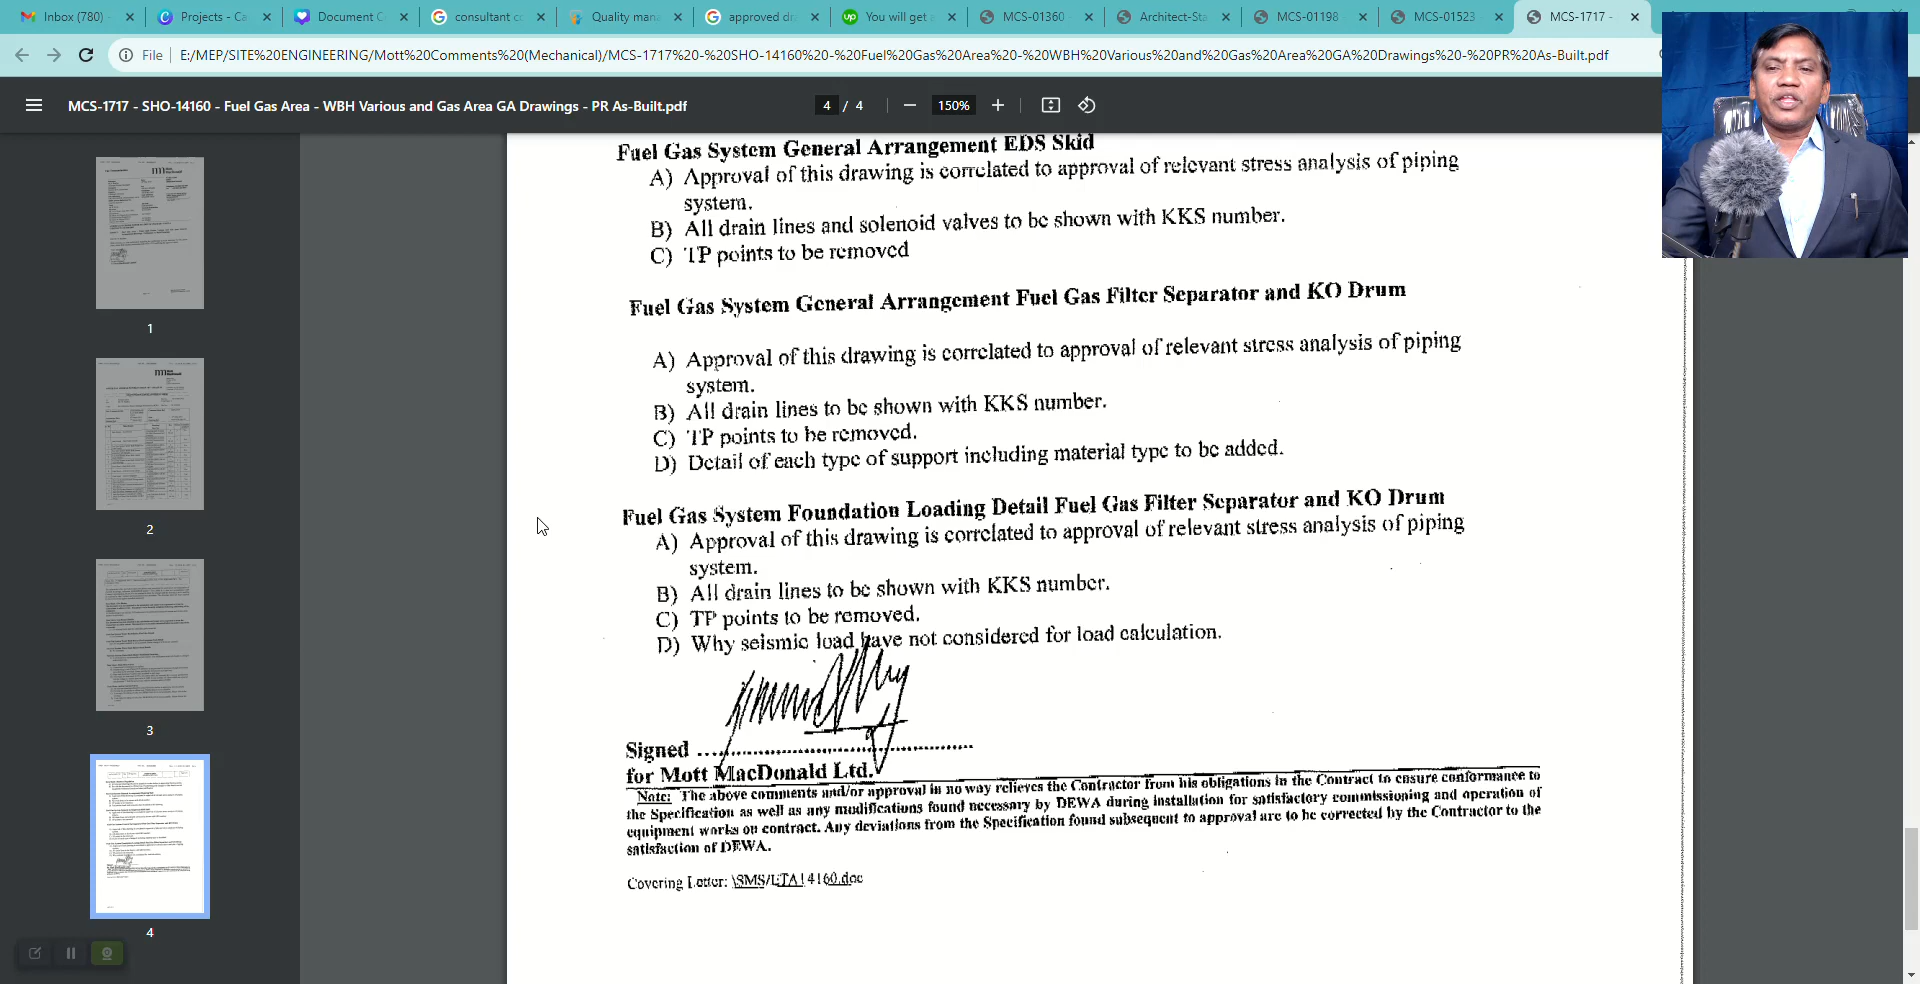 Inbox (780)
Projects - Ca
Document C
consultant co
Quality mana
approved dr
You will get a
MCS-01360
Architect-Sta
MCS-01198
MCS-01523
MCS-1717 -
File
E:/MEP/SITE%20ENGINEERING/Mott%20Comments%20(Mechanical)/MCS-1717%20-%20SHO-14160%20-%20Fuel%20Gas%20Area%20-%20WBH%20Various%20and%20Gas%20Area%20GA%20Drawings%20-%20PR%20As-Built.pdf
MCS-1717 - SHO-14160 - Fuel Gas Area - WBH Various and Gas Area GA Drawings - PR As-Built.pdf
4 / 4
150%
1
2
3
4
Fuel Gas System General Arrangement EDS Skid
A) Approval of this drawing is correlated to approval of relevant stress analysis of piping
system.
B) All drain lines and solenoid valves to be shown with KKS number.
C) TP points to be removed
Fuel Gas System General Arrangement Fuel Gas Filter Separator and KO Drum
A) Approval of this drawing is correlated to approval of relevant stress analysis of piping
system.
B) All drain lines to be shown with KKS number.
C) TP points to be removed.
D) Detail of each type of support including material type to be added.
Fuel Gas System Foundation Loading Detail Fuel Gas Filter Separator and KO Drum
A) Approval of this drawing is correlated to approval of relevant stress analysis of piping
system.
B) All drain lines to be shown with KKS number.
C) TP points to be removed.
D) Why seismic load have not considered for load calculation.
Signed ........................................
for Mott MacDonald Ltd.
Note: The above comments and/or approval in no way relieves the Contractor from his obligations in the Contract to ensure conformance to
the Specification as well as any modifications found necessary by DEWA during installation for satisfactory commissioning and operation of
equipment works on contract. Any deviations from the Specification found subsequent to approval are to be corrected by the Contractor to the
satisfaction of DEWA.
Covering Letter: \SMS/LTA14160.doc